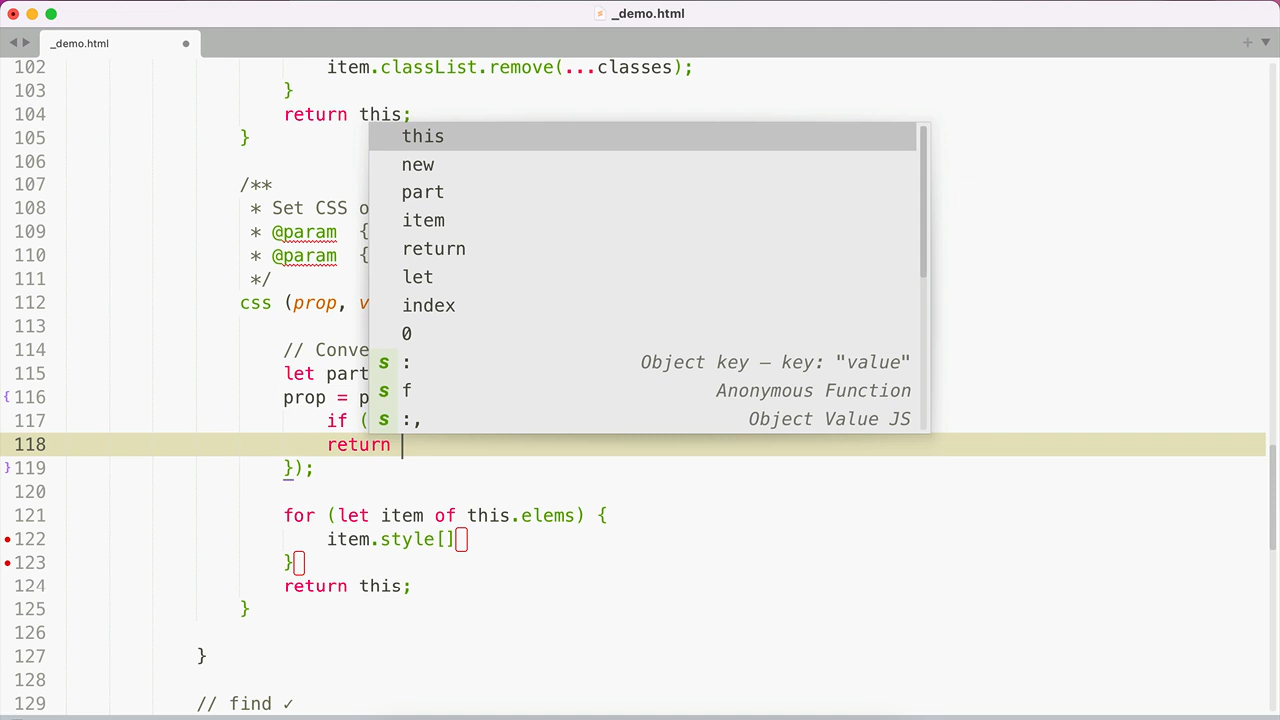 _demo.html
_demo.html
102 item.classList.remove(...classes);
103 }
104 return this;
105 }
106
107 /**
108 * Set CSS o
109 * @param {
110 * @param {
111 */
112 css (prop, v
113
114 // Conve
115 let part
116 prop = p
117 if (
118 return
119 });
120
121 for (let item of this.elems) {
122 item.style[]
123 }
124 return this;
125 }
126
127 }
128
129 // find ✓
this
new
part
item
return
let
index
0
s : Object key – key: "value"
s f Anonymous Function
s :, Object Value JS